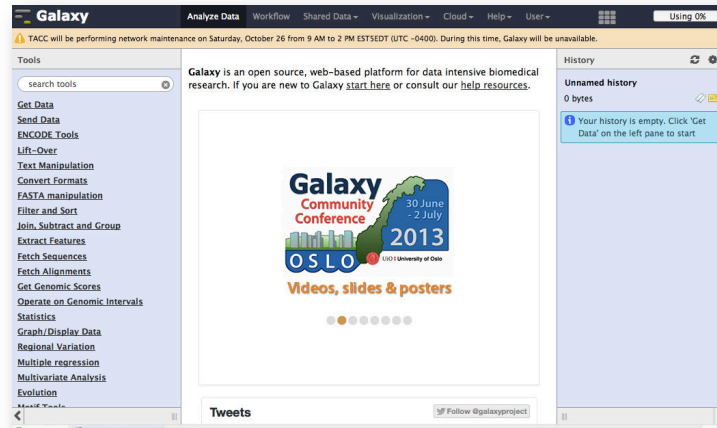 Galaxy
Analyze Data Workflow Shared Data Visualization Cloud Help User
Using 0%
TACC will be performing network maintenance on Saturday, October 26 from 9 AM to 2 PM ESTSEDT (UTC -0400). During this time, Galaxy will be unavailable.
Tools
search tools
Get Data
Send Data
ENCODE Tools
Lift-Over
Text Manipulation
Convert Formats
FASTA manipulation
Filter and Sort
Join, Subtract and Group
Extract Features
Fetch Sequences
Fetch Alignments
Get Genomic Scores
Operate on Genomic Intervals
Statistics
Graph/Display Data
Regional Variation
Multiple regression
Multivariate Analysis
Evolution
Motif Tools
Galaxy is an open source, web-based platform for data intensive biomedical
research. If you are new to Galaxy start here or consult our help resources.
Galaxy
Community
Conference
30 June
- 2 July
2013
OSLO
UiO University of Oslo
Videos, slides & posters
Tweets
Follow @galaxyproject
History
Unnamed history
0 bytes
Your history is empty. Click 'Get
Data' on the left pane to start